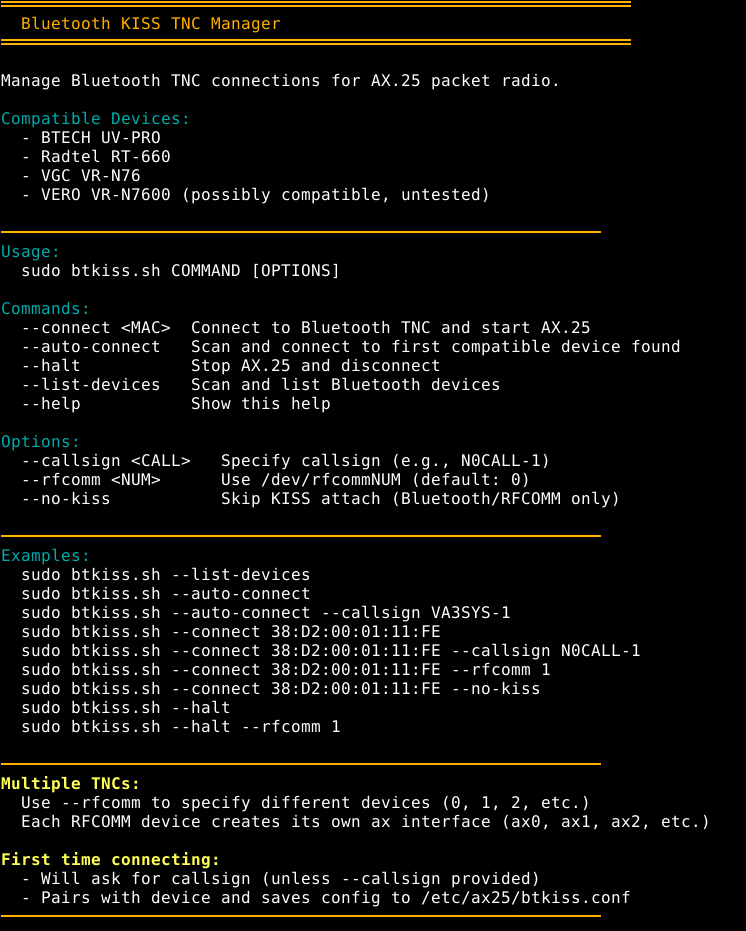 Bluetooth KISS TNC Manager
Manage Bluetooth TNC connections for AX.25 packet radio.
Compatible Devices:
- BTECH UV-PRO
- Radtel RT-660
- VGC VR-N76
- VERO VR-N7600 (possibly compatible, untested)
Usage:
sudo btkiss.sh COMMAND [OPTIONS]
Commands:
--connect <MAC>  Connect to Bluetooth TNC and start AX.25
--auto-connect   Scan and connect to first compatible device found
--halt           Stop AX.25 and disconnect
--list-devices   Scan and list Bluetooth devices
--help           Show this help
Options:
--callsign <CALL>   Specify callsign (e.g., N0CALL-1)
--rfcomm <NUM>      Use /dev/rfcommNUM (default: 0)
--no-kiss           Skip KISS attach (Bluetooth/RFCOMM only)
Examples:
sudo btkiss.sh --list-devices
sudo btkiss.sh --auto-connect
sudo btkiss.sh --auto-connect --callsign VA3SYS-1
sudo btkiss.sh --connect 38:D2:00:01:11:FE
sudo btkiss.sh --connect 38:D2:00:01:11:FE --callsign N0CALL-1
sudo btkiss.sh --connect 38:D2:00:01:11:FE --rfcomm 1
sudo btkiss.sh --connect 38:D2:00:01:11:FE --no-kiss
sudo btkiss.sh --halt
sudo btkiss.sh --halt --rfcomm 1
Multiple TNCs:
Use --rfcomm to specify different devices (0, 1, 2, etc.)
Each RFCOMM device creates its own ax interface (ax0, ax1, ax2, etc.)
First time connecting:
- Will ask for callsign (unless --callsign provided)
- Pairs with device and saves config to /etc/ax25/btkiss.conf